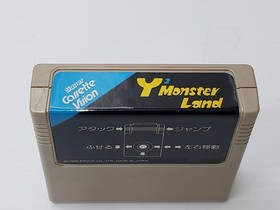 Cassette
Vision
Y² Monster
Land
アタック
ジャンプ
ふせる
左右移動